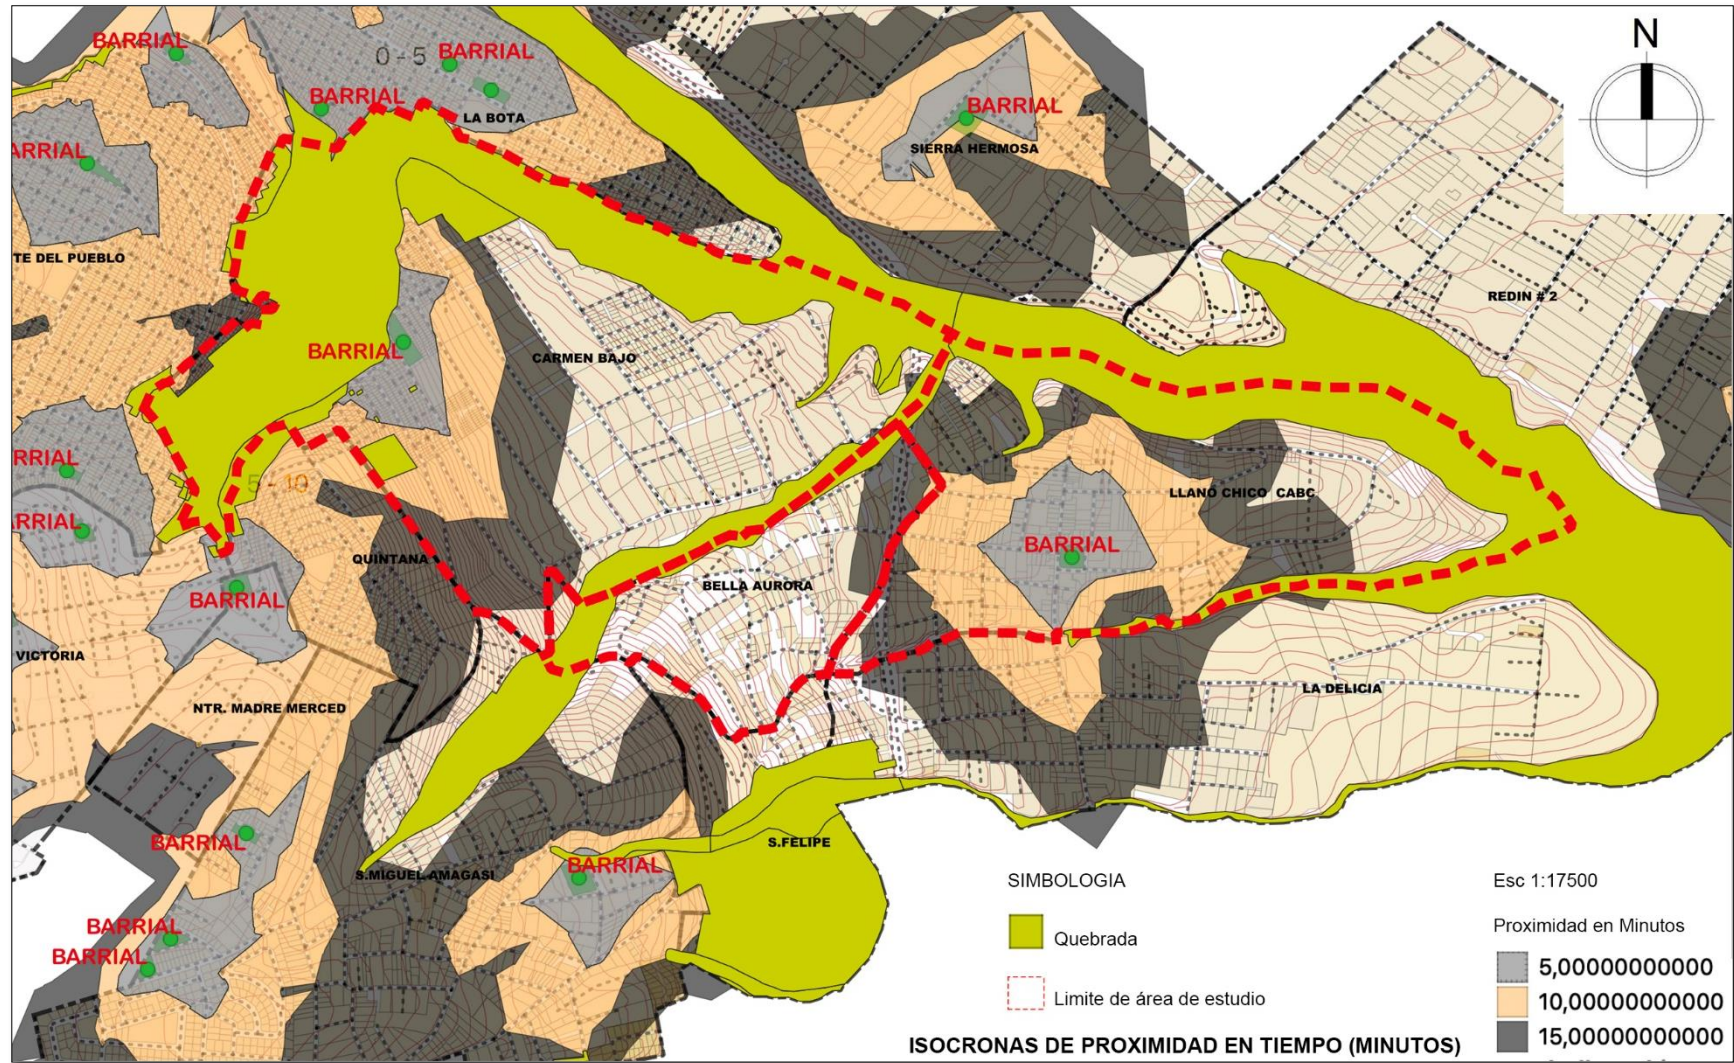 BARRIAL
0-5
BARRIAL
BARRIAL
LA BOTA
BARRIAL
SIERRA HERMOSA
N
ARRIAL
TE DEL PUEBLO
REDIN # 2
BARRIAL
CARMEN BAJO
RRIAL
5-10
LLANO CHICO CABC
ARRIAL
QUINTANA
BARRIAL
BELLA AURORA
BARRIAL
VICTORIA
LA DELICIA
NTR. MADRE MERCED
BARRIAL
S.FELIPE
S.MIGUEL AMAGASI
BARRIAL
BARRIAL
BARRIAL
SIMBOLOGIA
Quebrada
Limite de área de estudio
Esc 1:17500
Proximidad en Minutos
5,00000000000
10,00000000000
15,00000000000
ISOCRONAS DE PROXIMIDAD EN TIEMPO (MINUTOS)